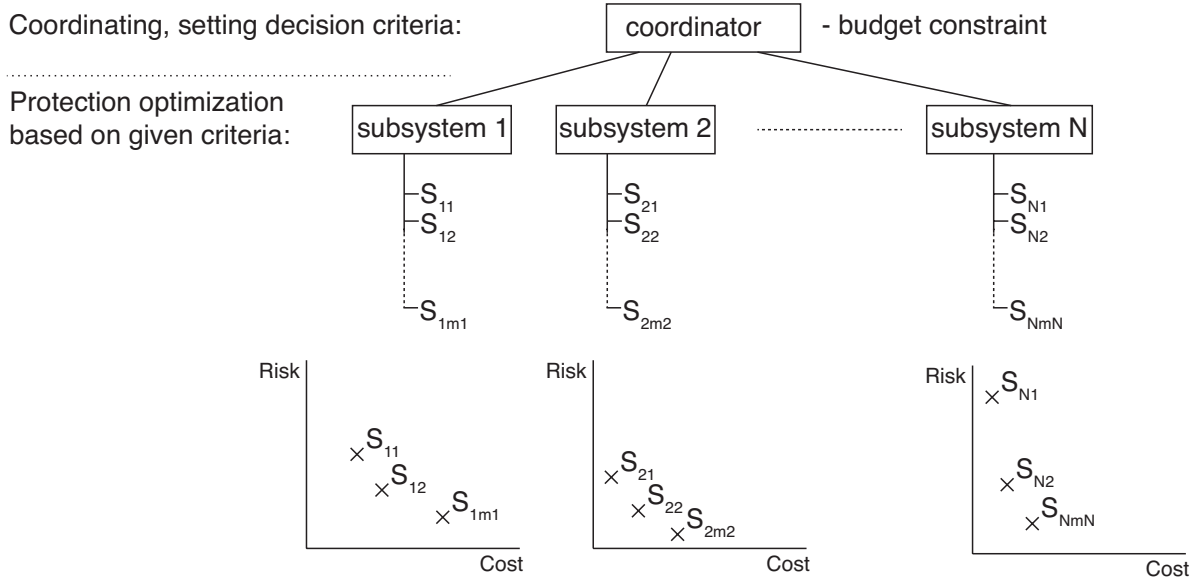 Coordinating, setting decision criteria:
coordinator
- budget constraint
Protection optimization
based on given criteria:
subsystem 1
subsystem 2
subsystem N
S11
S12
S1m1
S21
S22
S2m2
SN1
SN2
SNmN
Risk
S11
S12
S1m1
Cost
Risk
S21
S22
S2m2
Cost
Risk
SN1
SN2
SNmN
Cost